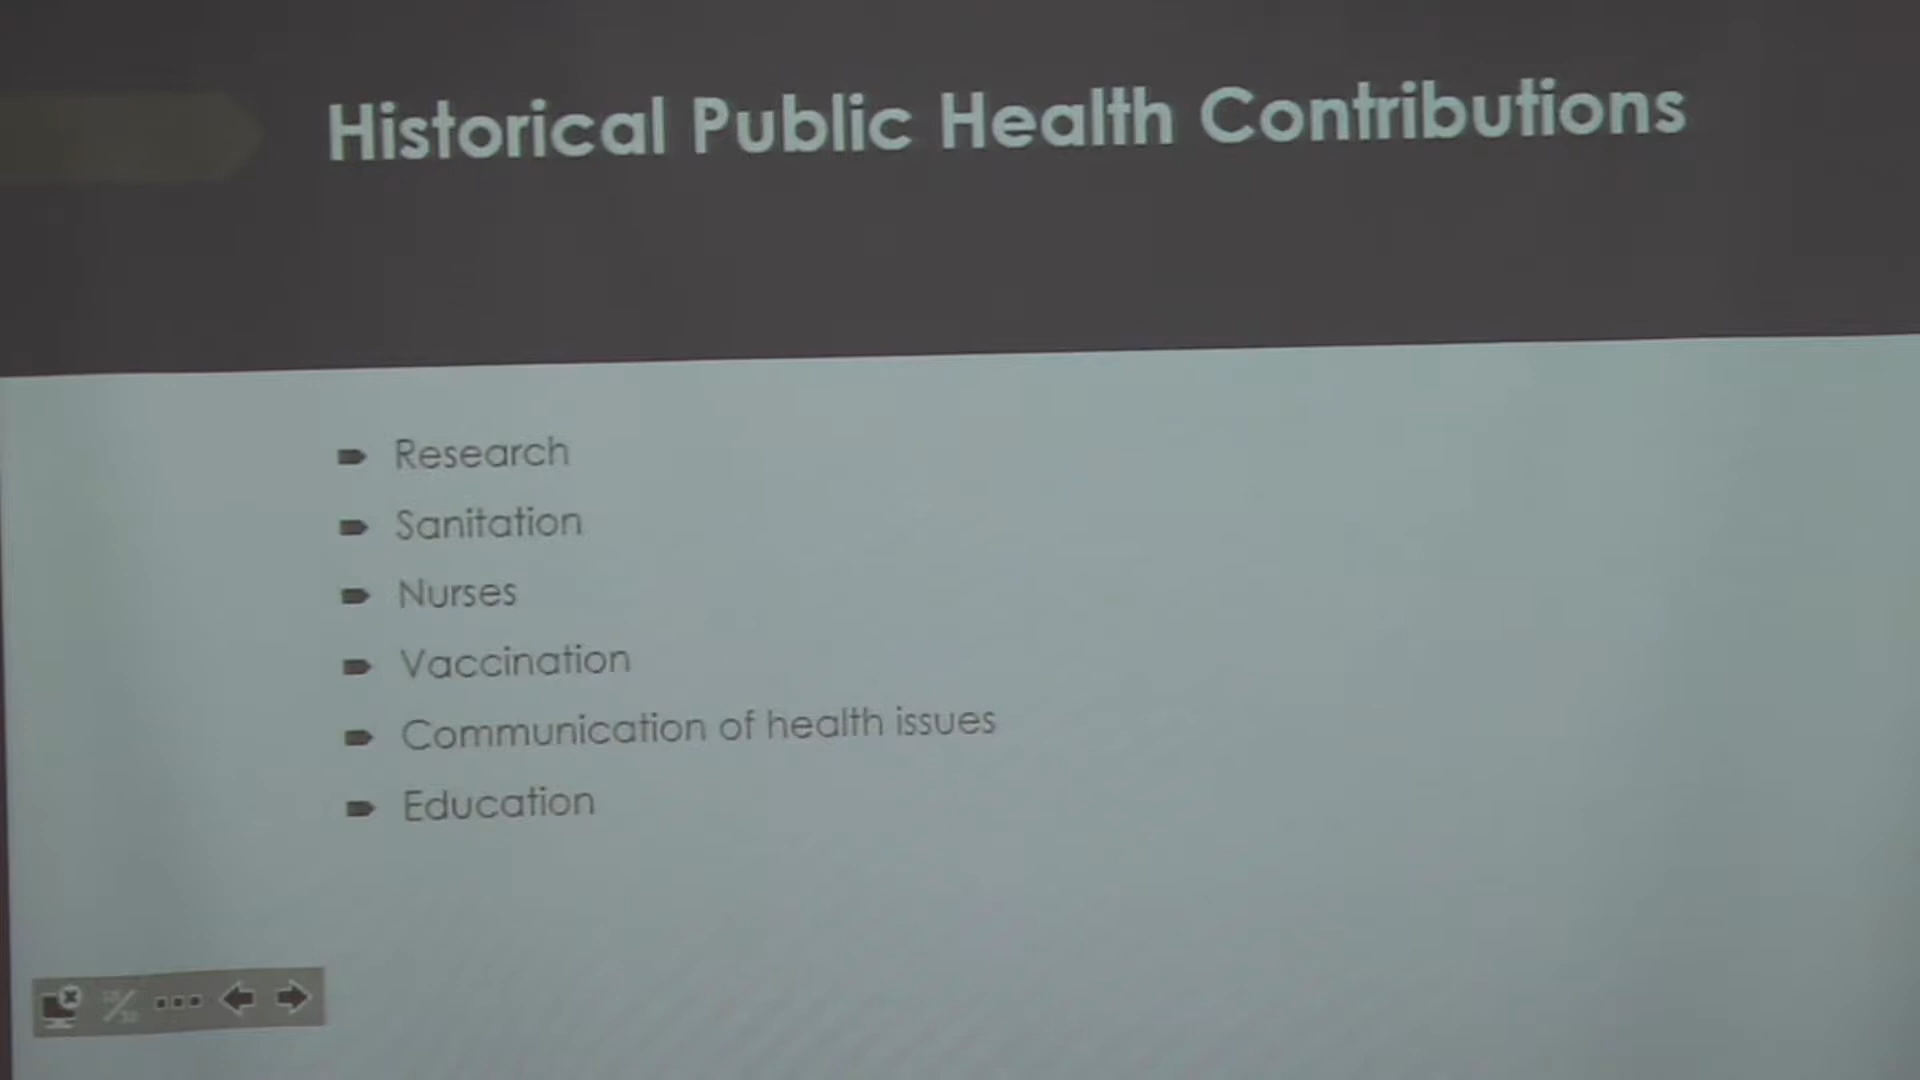 Historical Public Health Contributions
Research
Sanitation
Nurses
Vaccination
Communication of health issues
Education